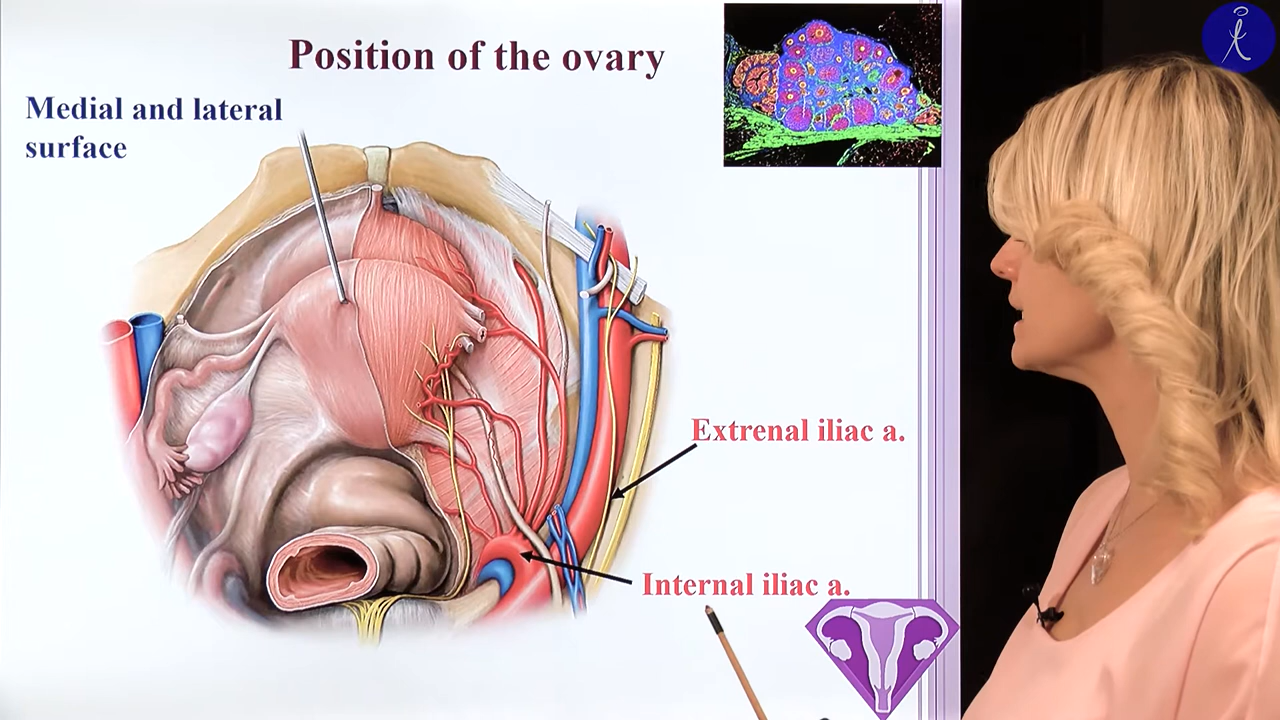 Position of the ovary
Medial and lateral
surface
Extrenal iliac a.
Internal iliac a.